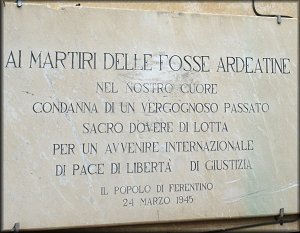 AI MARTIRI DELLE FOSSE ARDEATINE
NEL NOSTRO CUORE
CONDANNA DI UN VERGOGNOSO PASSATO
SACRO DOVERE DI LOTTA
PER UN AVVENIRE INTERNAZIONALE
DI PACE DI LIBERTÀ DI GIUSTIZIA
IL POPOLO DI FERENTINO
24 MARZO 1945